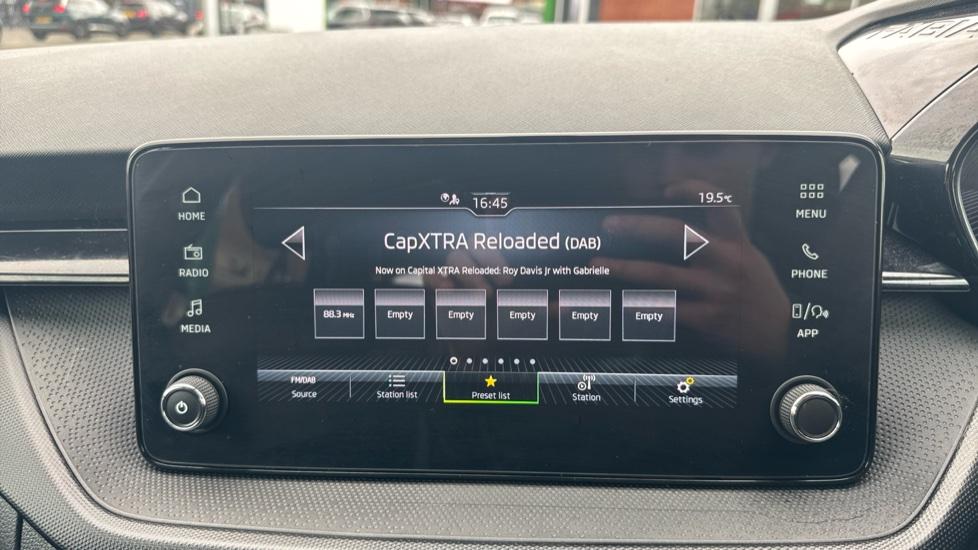 16:45
19.5°C
HOME
MENU
CapXTRA Reloaded (DAB)
Now on Capital XTRA Reloaded: Roy Davis Jr with Gabrielle
RADIO
PHONE
88.3 MHz
Empty
Empty
Empty
Empty
Empty
MEDIA
APP
FM/DAB
Source
Station list
Preset list
Station
Settings